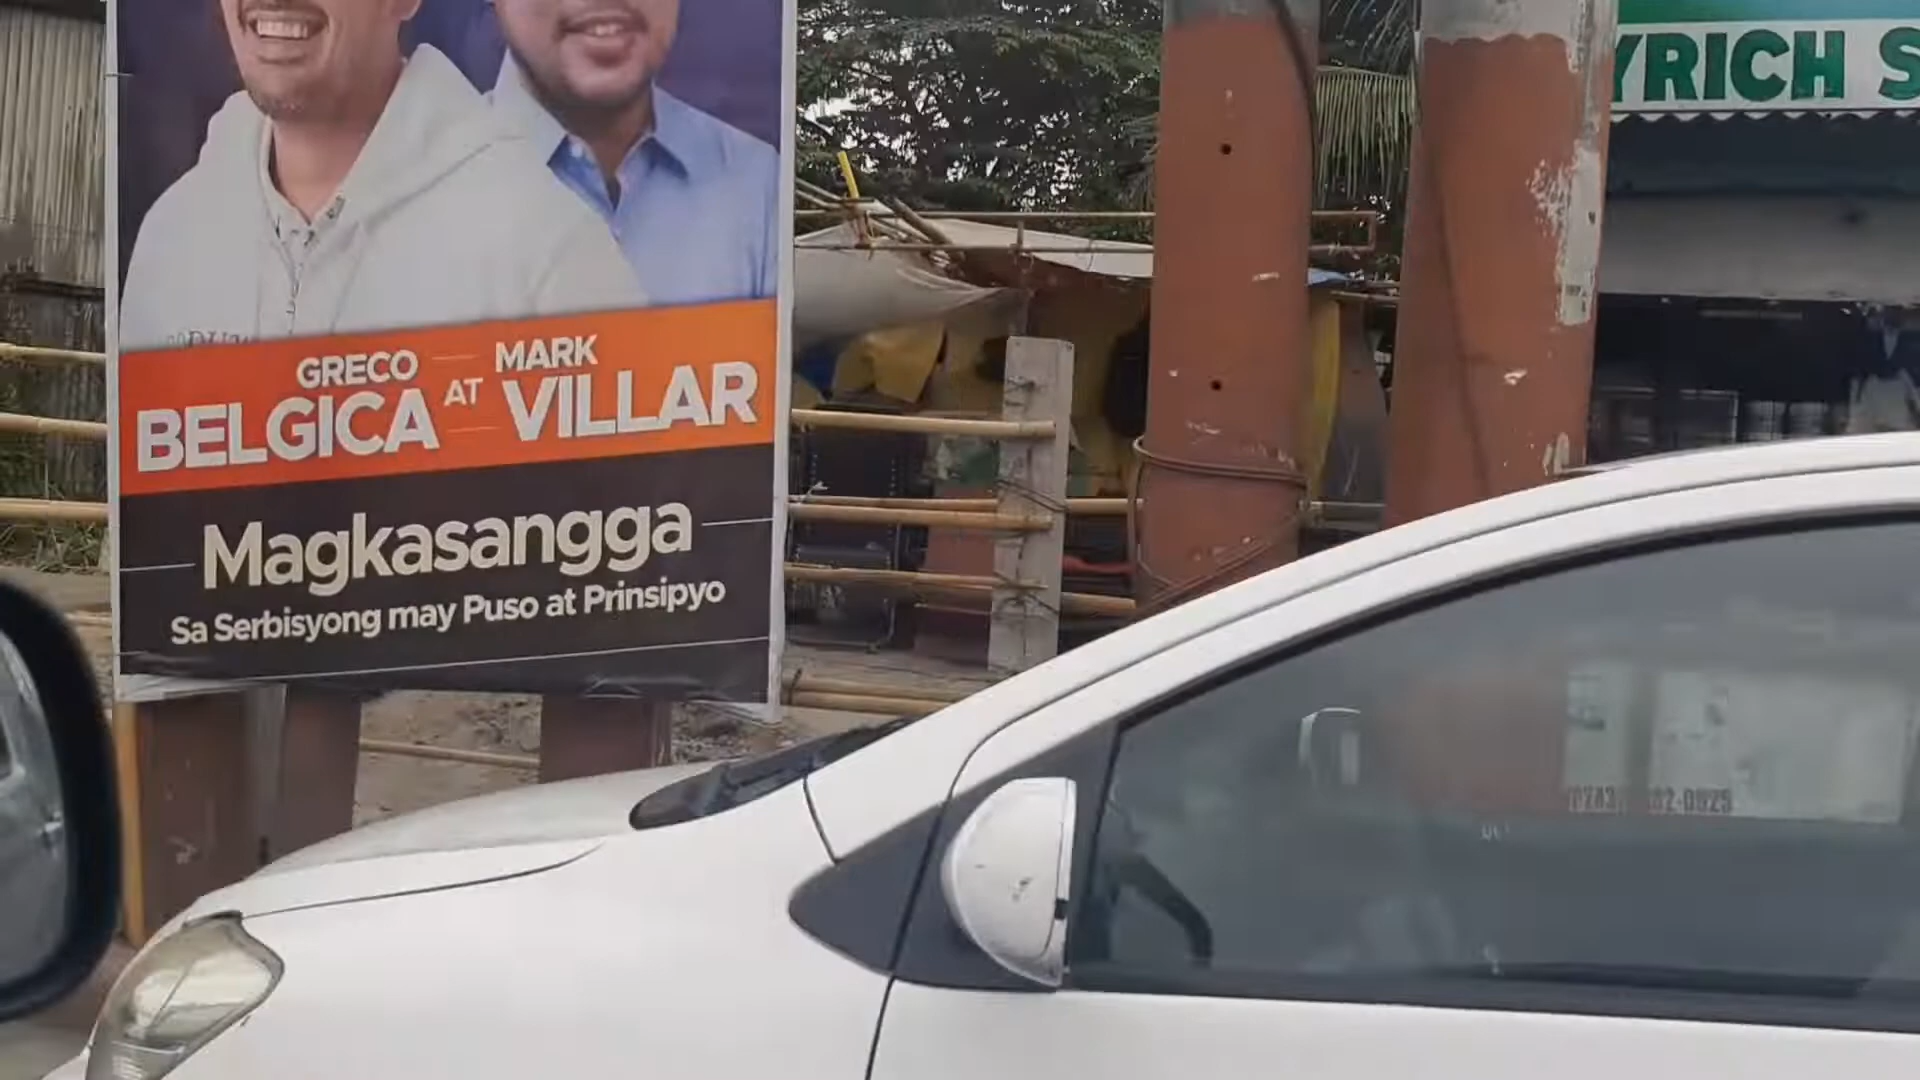 GRECO MARK
BELGICA AT VILLAR
Magkasangga
Sa Serbisyong may Puso at Prinsipyo
YRICH S